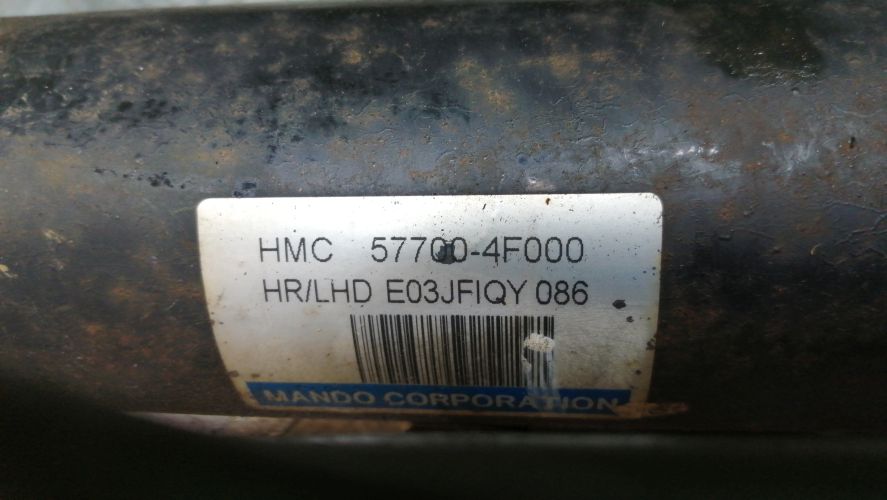 HMC 57700-4F000
HR/LHD E03JFIQY 086
MANDO CORPORATION